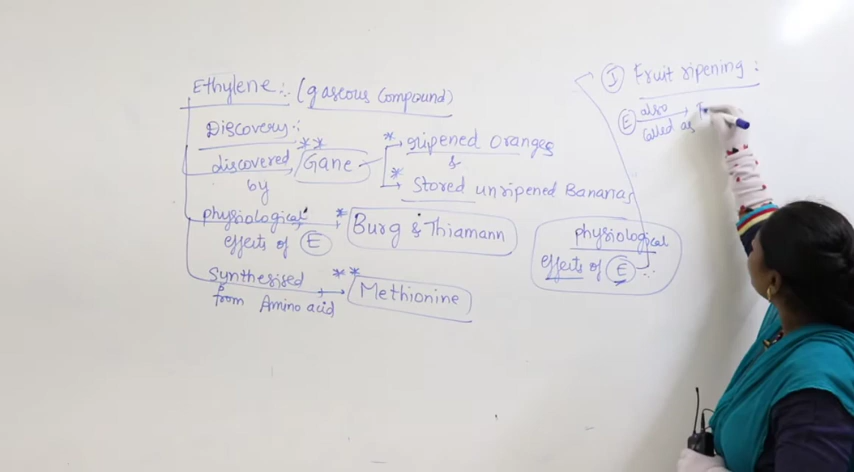 Ethylene :. (gaseous Compound)
Discovery :.
discovered by Gane
ripened Oranges
&
Stored unripened Bananas
physiological effects of E
Burg & Thiamann
Synthesised from Amino acid
Methionine
I Fruit ripening :
E also called as
physiological
effects of E :.